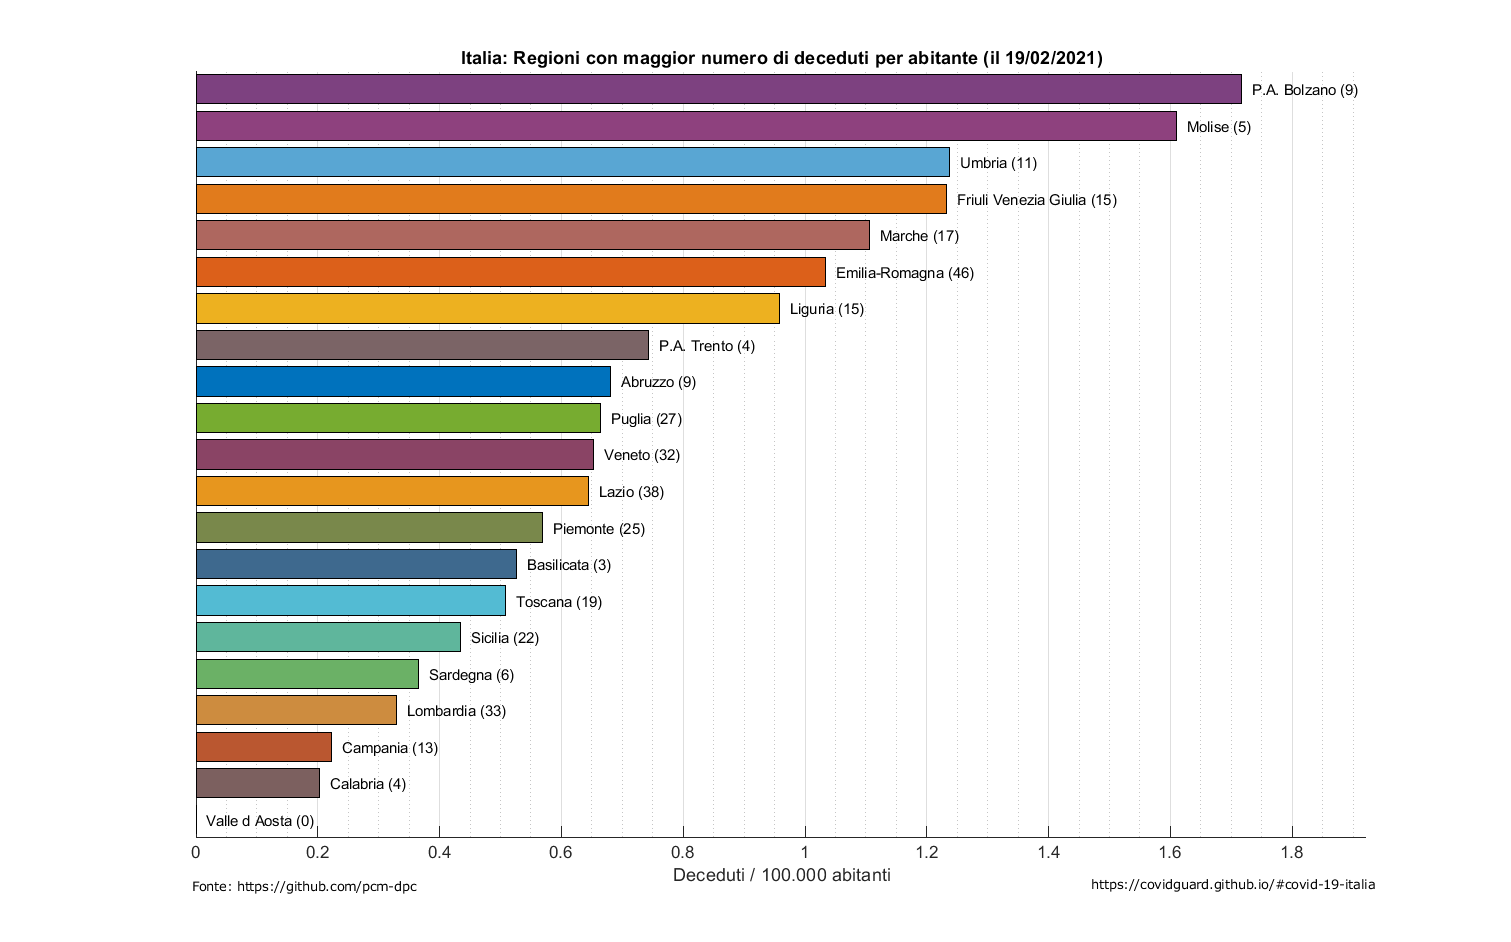 Italia: Regioni con maggior numero di deceduti per abitante (il 19/02/2021)
P.A. Bolzano (9)
Molise (5)
Umbria (11)
Friuli Venezia Giulia (15)
Marche (17)
Emilia-Romagna (46)
Liguria (15)
P.A. Trento (4)
Abruzzo (9)
Puglia (27)
Veneto (32)
Lazio (38)
Piemonte (25)
Basilicata (3)
Toscana (19)
Sicilia (22)
Sardegna (6)
Lombardia (33)
Campania (13)
Calabria (4)
Valle d Aosta (0)
0 0.2 0.4 0.6 0.8 1 1.2 1.4 1.6 1.8
Deceduti / 100.000 abitanti
Fonte: https://github.com/pcm-dpc
https://covidguard.github.io/#covid-19-italia